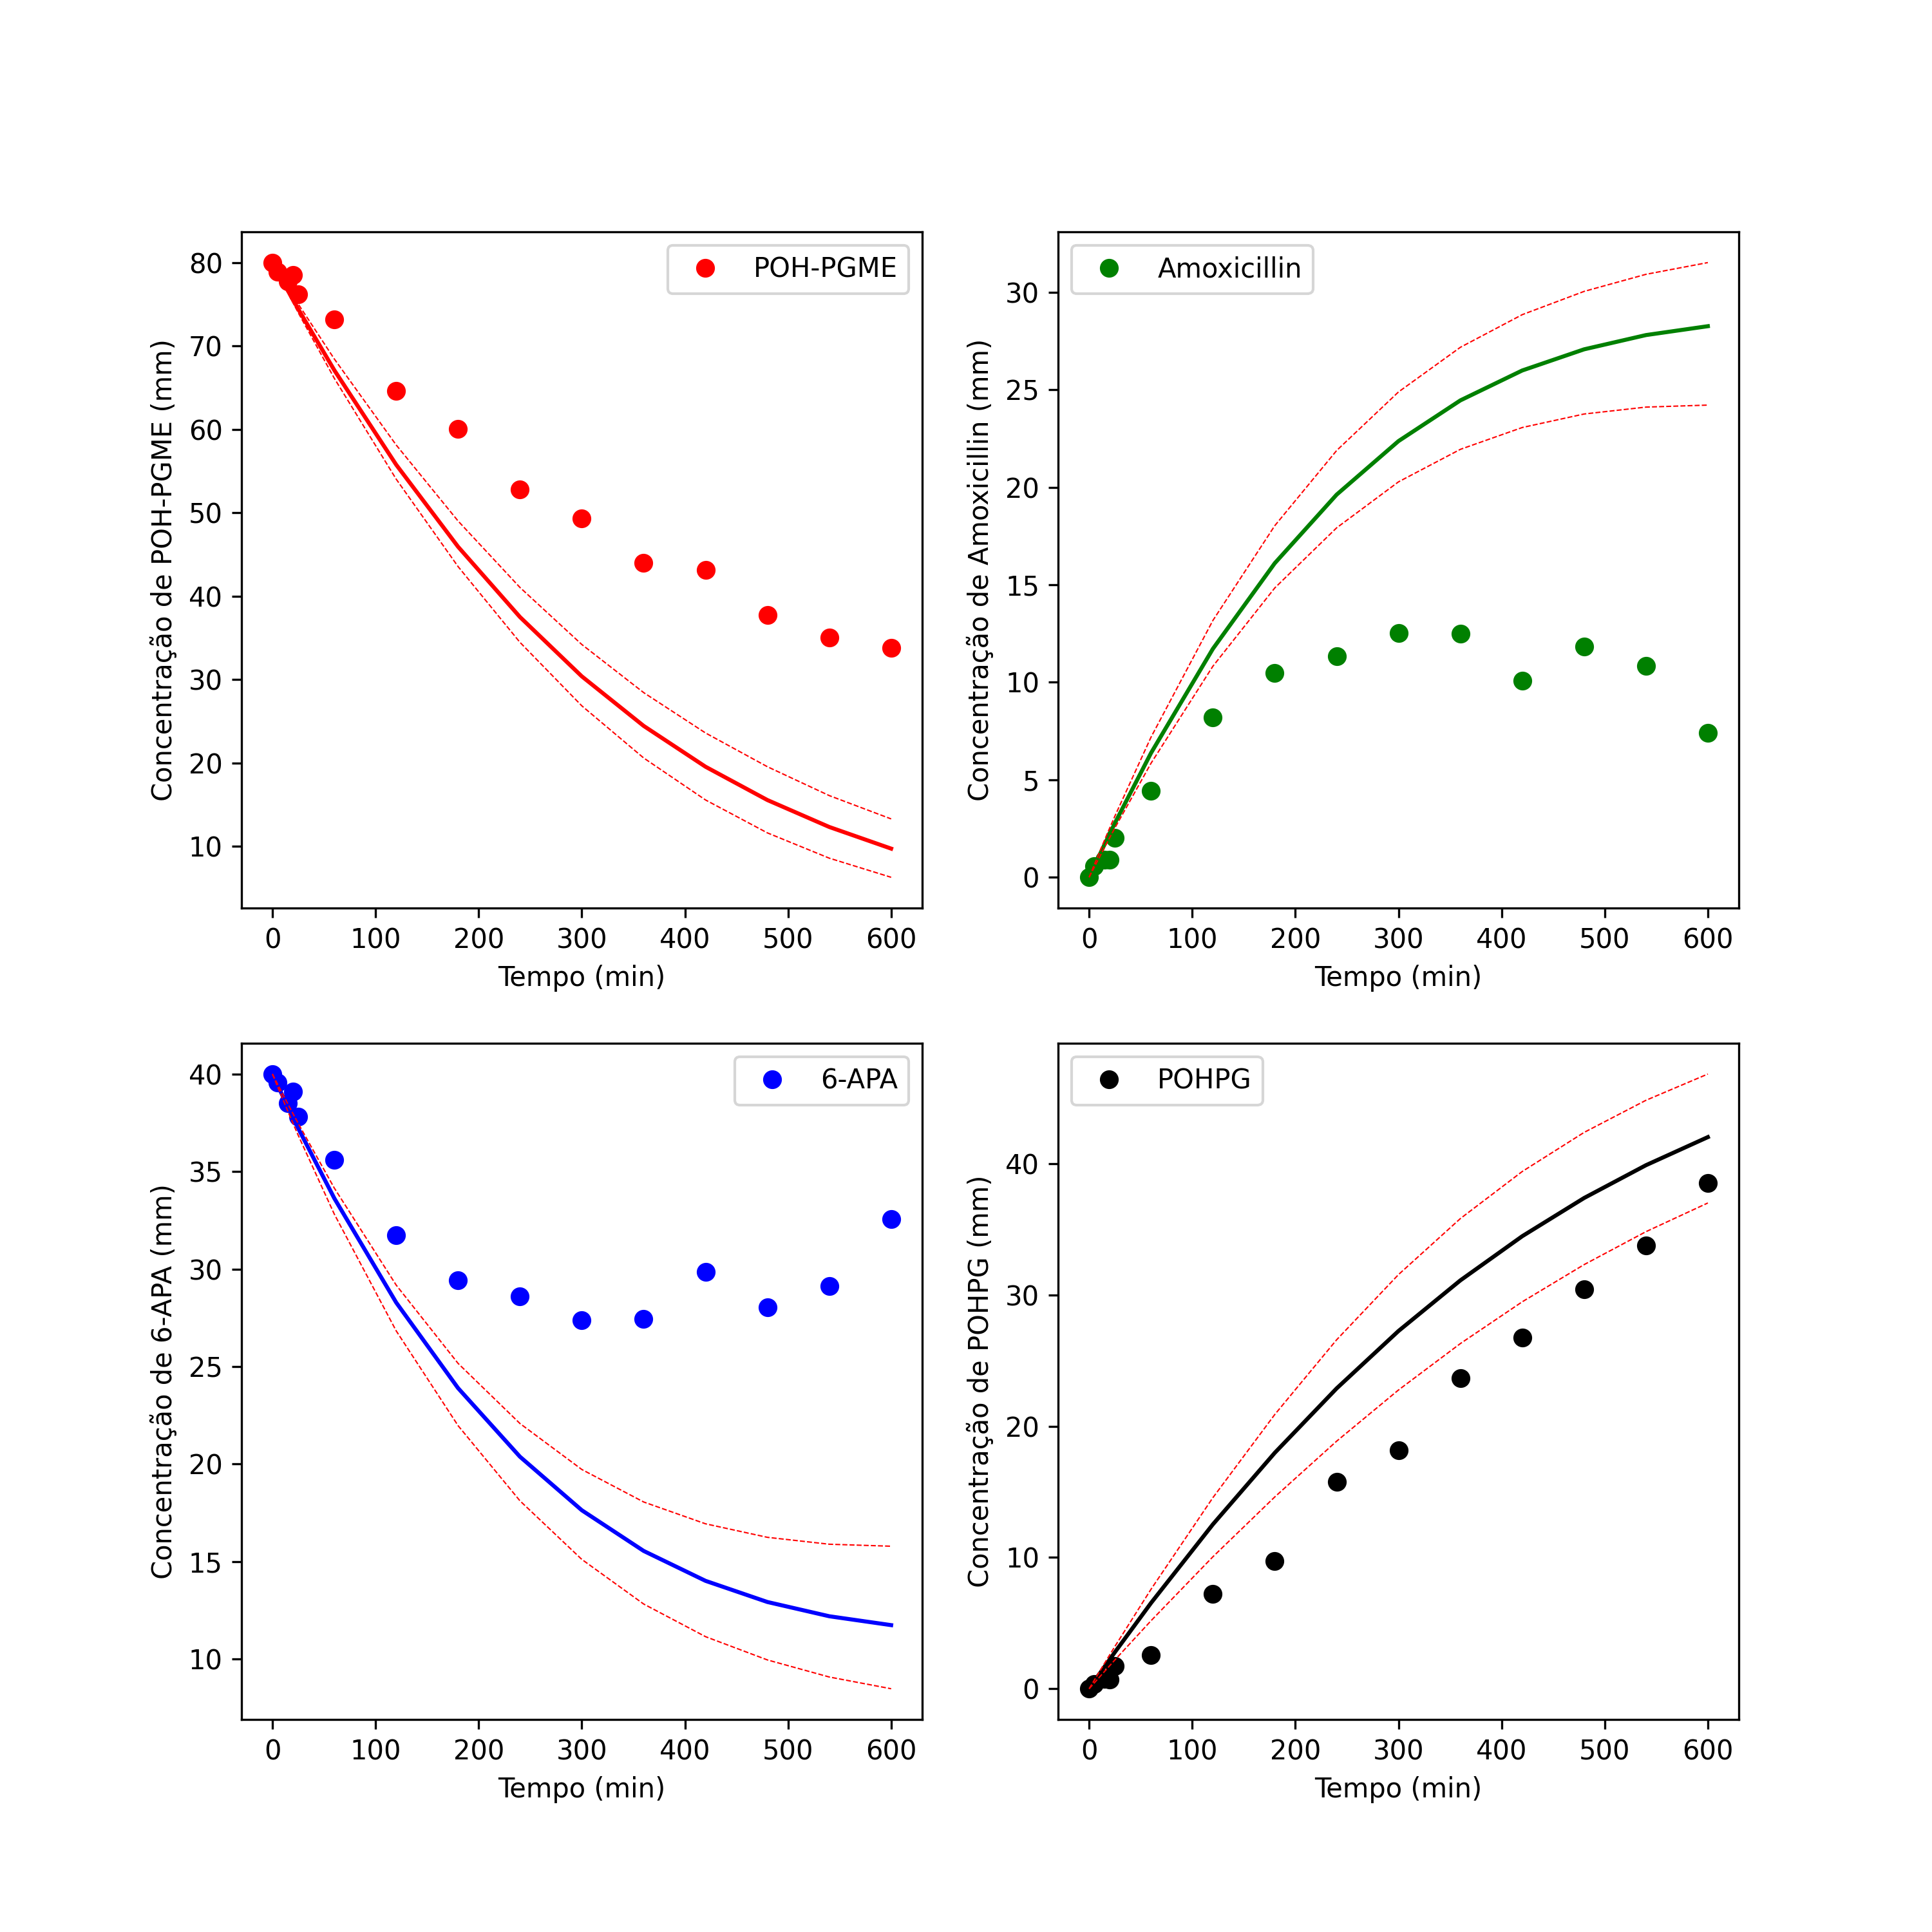 POH-PGME
80
70
60
50
40
30
20
10
Concentração de POH-PGME (mm)
0 100 200 300 400 500 600
Tempo (min)
Amoxicillin
30
25
20
15
10
5
0
Concentração de Amoxicillin (mm)
0 100 200 300 400 500 600
Tempo (min)
6-APA
40
35
30
25
20
15
10
Concentração de 6-APA (mm)
0 100 200 300 400 500 600
Tempo (min)
POHPG
40
30
20
10
0
Concentração de POHPG (mm)
0 100 200 300 400 500 600
Tempo (min)